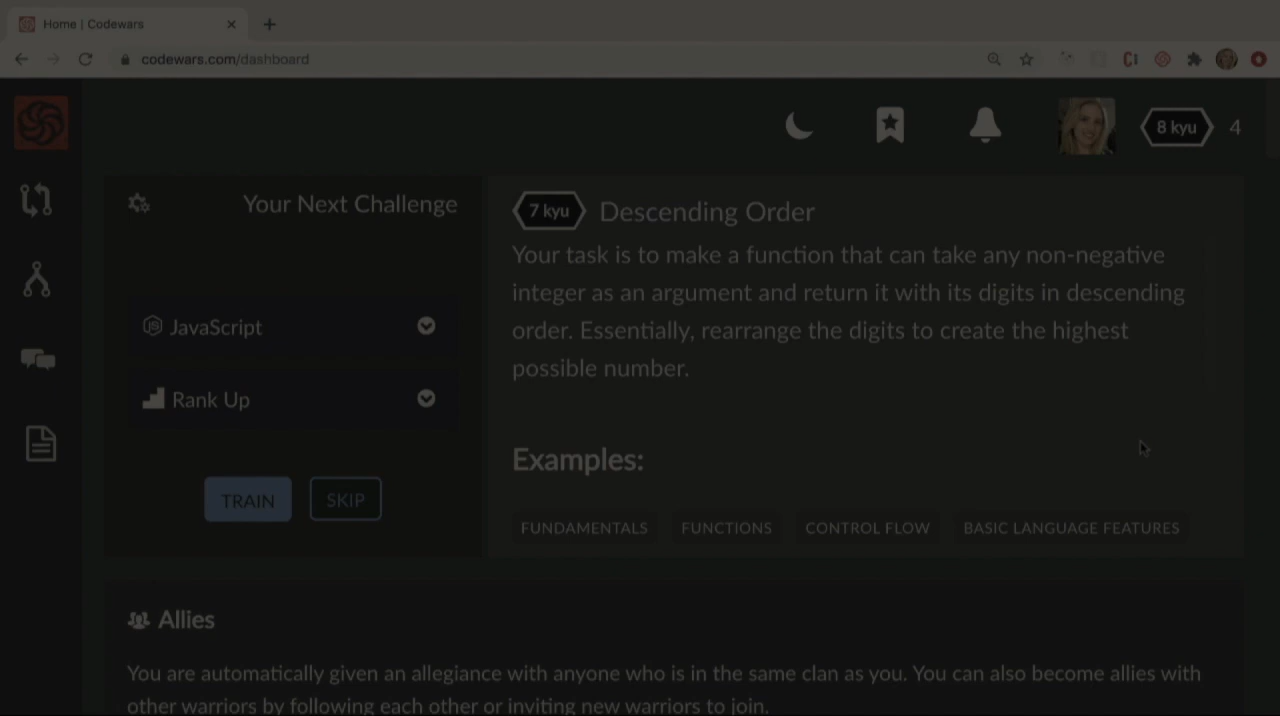 Home | Codewars
codewars.com/dashboard
8 kyu 4
Your Next Challenge
JavaScript
Rank Up
TRAIN SKIP
7 kyu Descending Order
Your task is to make a function that can take any non-negative
integer as an argument and return it with its digits in descending
order. Essentially, rearrange the digits to create the highest
possible number.
Examples:
FUNDAMENTALS FUNCTIONS CONTROL FLOW BASIC LANGUAGE FEATURES
Allies
You are automatically given an allegiance with anyone who is in the same clan as you. You can also become allies with
other warriors by following each other or inviting new warriors to join.